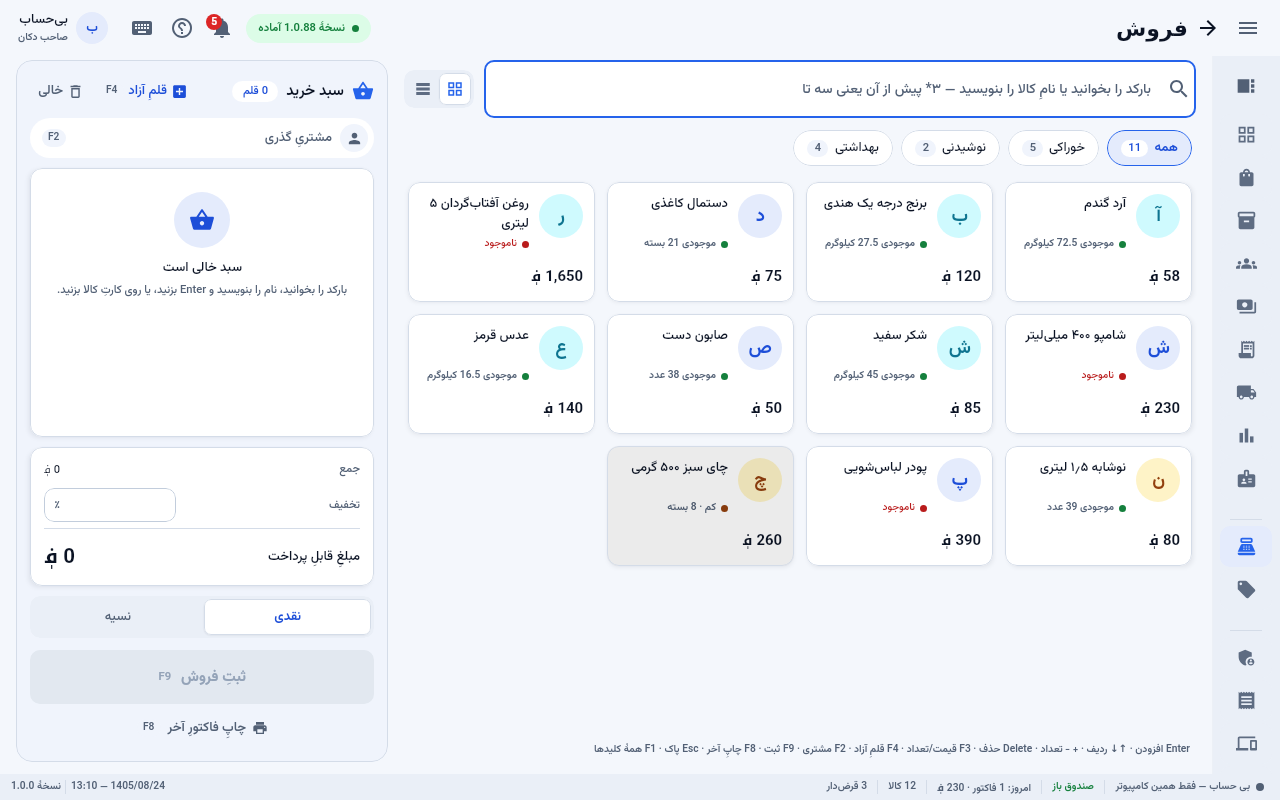 فروش
نسخهٔ 1.0.88 آماده
5
ب
بی‌حساب
صاحب دکان
بارکد را بخوانید یا نامِ کالا را بنویسید — ۳* پیش از آن یعنی سه تا
همه 11
خوراکی 5
نوشیدنی 2
بهداشتی 4
آ
آرد گندم
موجودی 72.5 کیلوگرم
58 ؋
ب
برنج درجه یک هندی
موجودی 27.5 کیلوگرم
120 ؋
د
دستمال کاغذی
موجودی 21 بسته
75 ؋
ر
روغن آفتاب‌گردان ۵
لیتری
ناموجود
1,650 ؋
ش
شامپو ۴۰۰ میلی‌لیتر
ناموجود
230 ؋
ش
شکر سفید
موجودی 45 کیلوگرم
85 ؋
ص
صابون دست
موجودی 38 عدد
50 ؋
ع
عدس قرمز
موجودی 16.5 کیلوگرم
140 ؋
ن
نوشابه ۱٫۵ لیتری
موجودی 39 عدد
80 ؋
پ
پودر لباس‌شویی
ناموجود
390 ؋
چ
چای سبز ۵۰۰ گرمی
کم · 8 بسته
260 ؋
Enter افزودن · ↑↓ ردیف · + - تعداد · Delete حذف · F3 قیمت/تعداد · F4 قلمِ آزاد · F2 مشتری · F9 ثبت · F8 چاپِ آخر · Esc پاک · F1 همهٔ کلیدها
سبد خرید
0 قلم
قلمِ آزاد F4
خالی
مشتریِ گذری
F2
سبد خالی است
بارکد را بخوانید، نام را بنویسید و Enter بزنید، یا روی کارتِ کالا بزنید.
جمع
0 ؋
تخفیف
٪
مبلغِ قابلِ پرداخت
0 ؋
نقدی
نسیه
ثبتِ فروش F9
چاپِ فاکتورِ آخر F8
بی حساب — فقط همین کامپیوتر
صندوق باز
امروز: 1 فاکتور · 230 ؋
12 کالا
3 قرض‌دار
1405/08/24 — 13:10
نسخهٔ 1.0.0